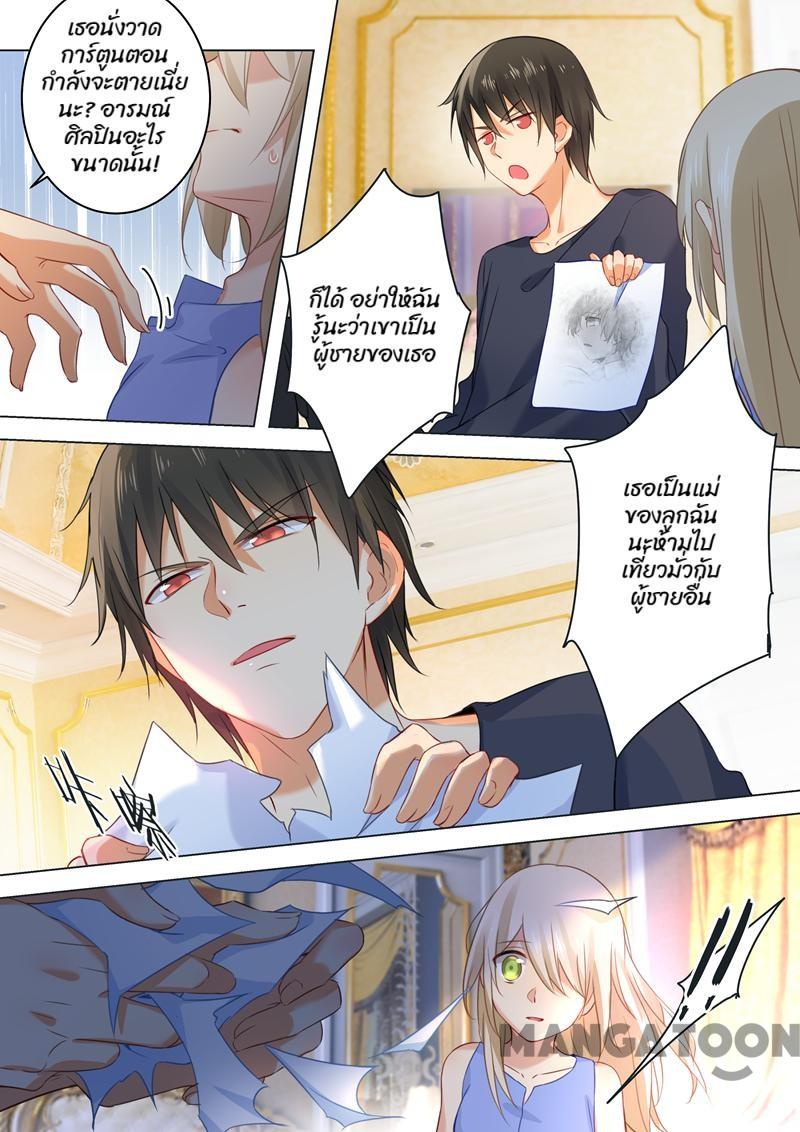 เธอนั่งวาด
การ์ตูนตอน
กำลังจะตายเนี่ย
นะ? อารมณ์
ศิลปินอะไร
ขนาดนั้น!
ก็ได้ อย่าให้ฉัน
รู้นะว่าเขาเป็น
ผู้ชายของเธอ
เธอเป็นแม่
ของลูกฉัน
นะห้ามไป
เที่ยวมั่วกับ
ผู้ชายอื่น
咔嚓
MANGATOON